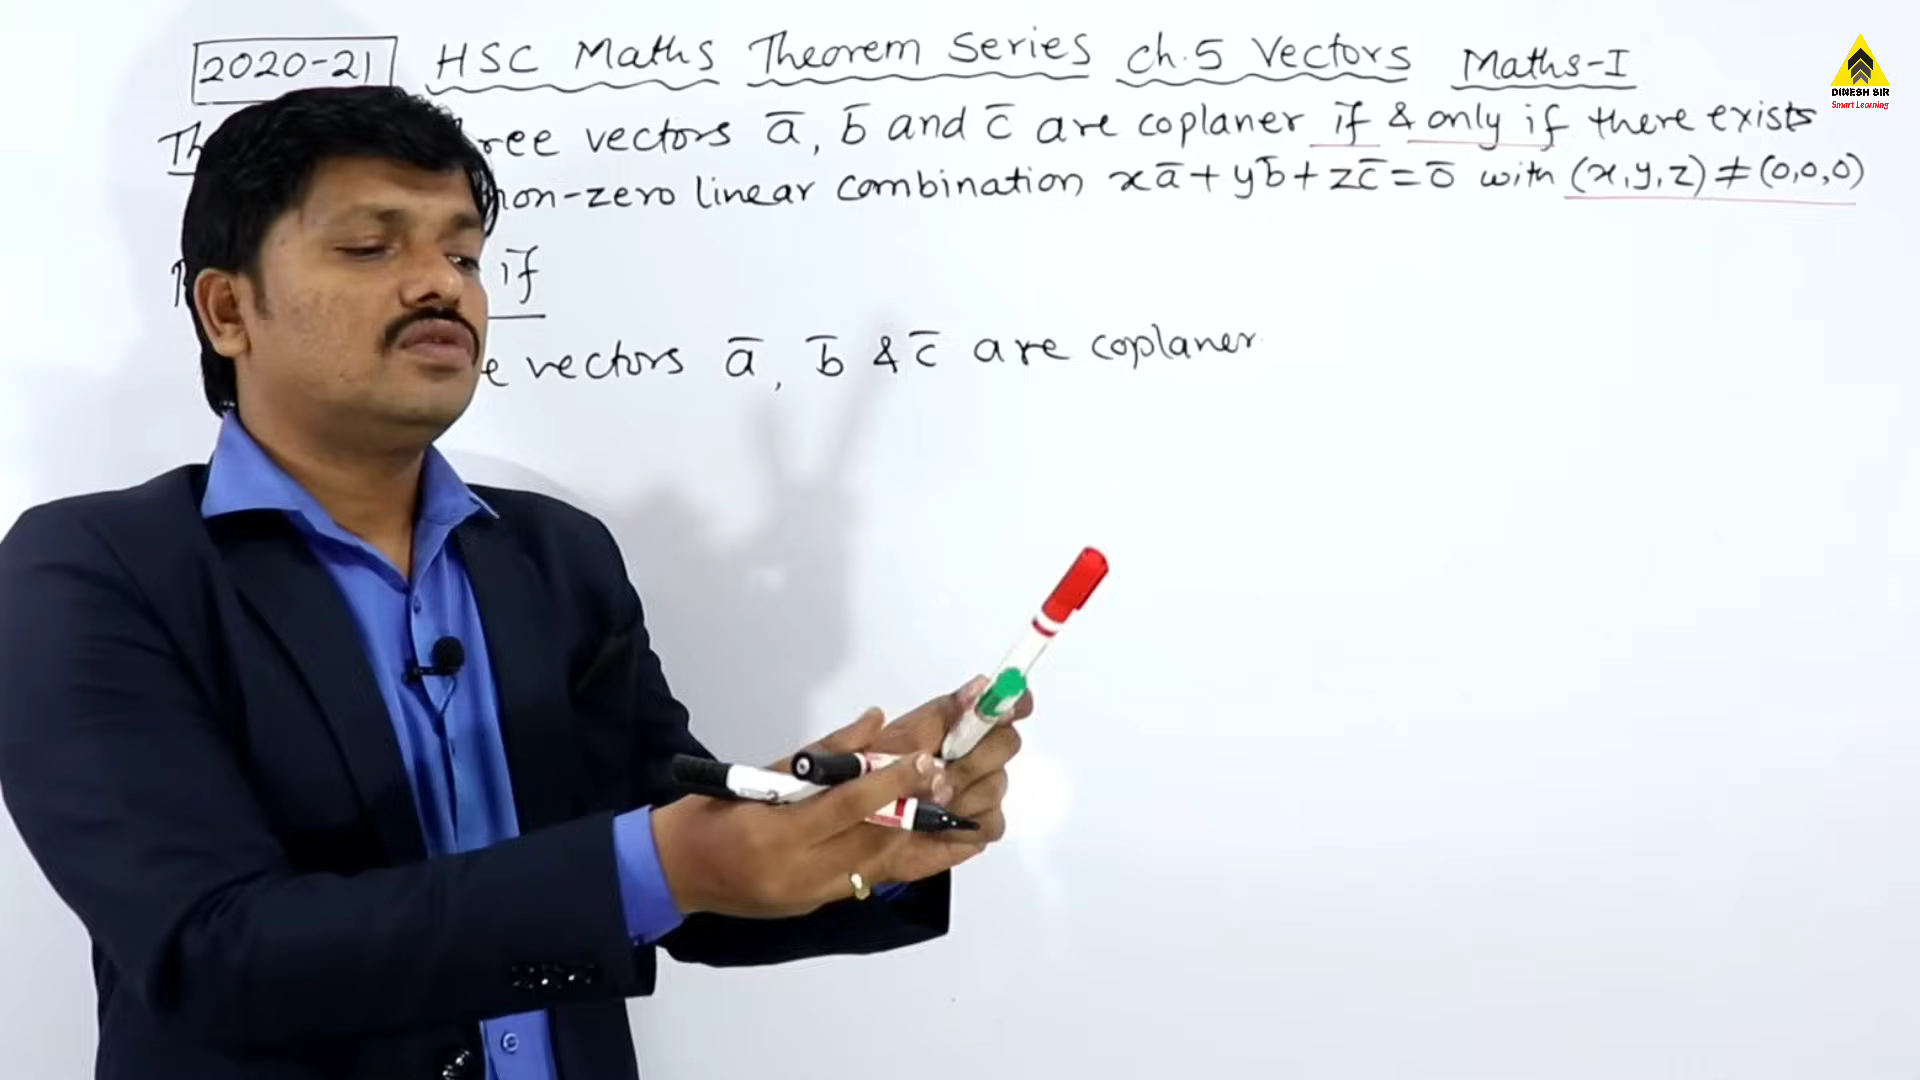 2020-21 HSC Maths Theorem Series Ch.5 Vectors Maths-I
vectors a̅, b̅ and c̅ are coplaner if & only if there exists
non-zero linear combination xa̅ + yb̅ + zc̅ = 0̅ with (x,y,z) ≠ (0,0,0)
if
vectors a̅, b̅ & c̅ are coplaner
DINESH SIR
Smart Learning